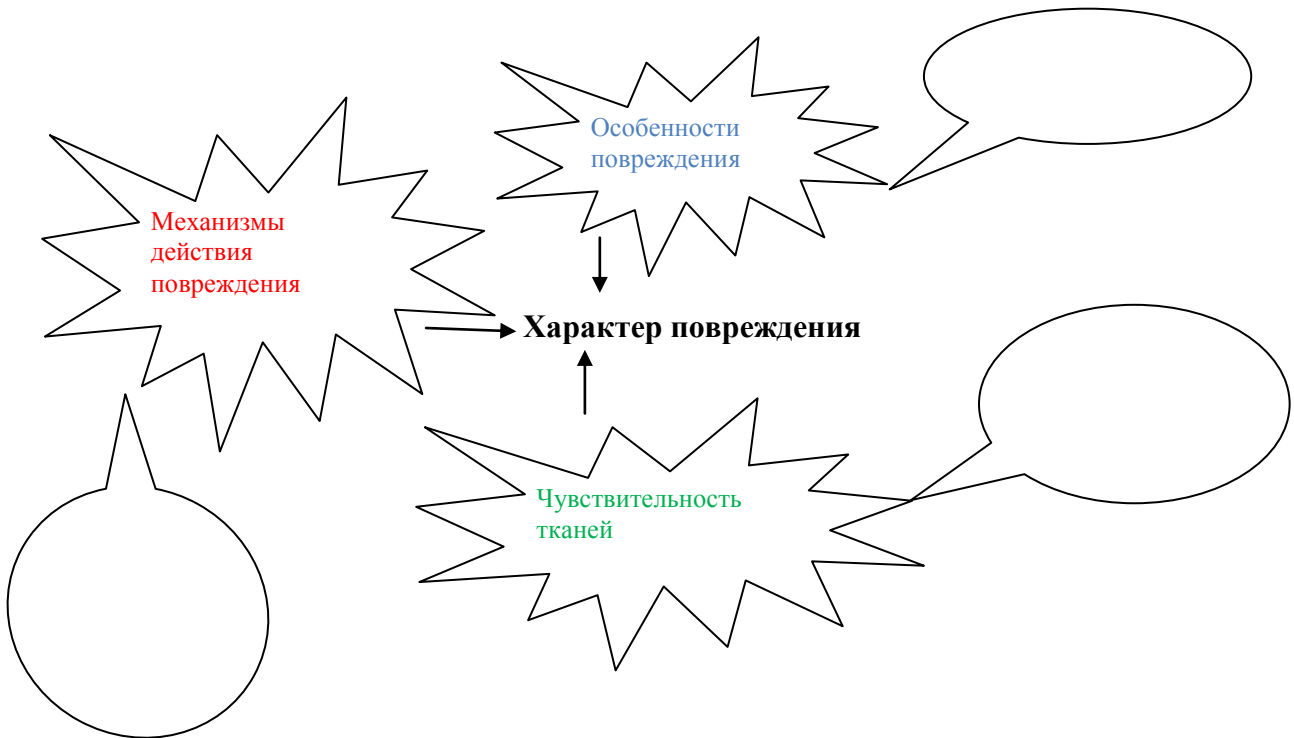 Особенности
повреждения
Механизмы
действия
повреждения
Характер повреждения
Чувствительность
тканей